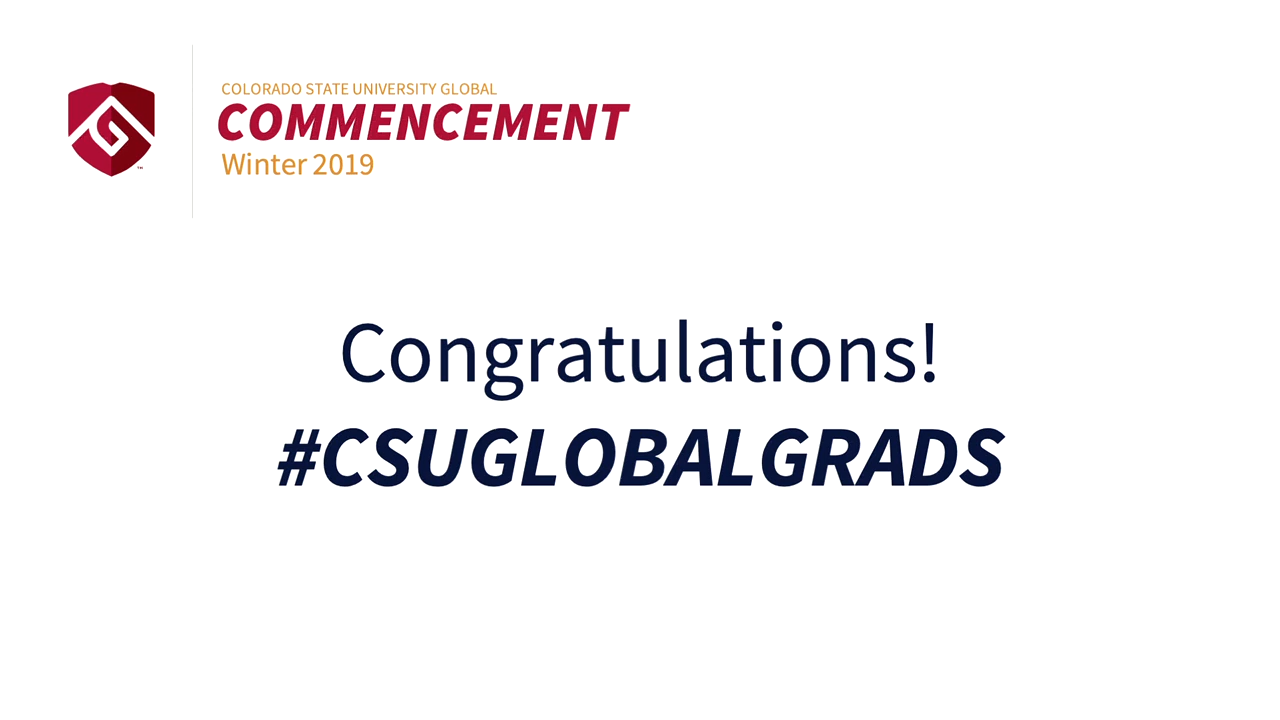 COLORADO STATE UNIVERSITY GLOBAL
COMMENCEMENT
Winter 2019
Congratulations!
#CSUGLOBALGRADS